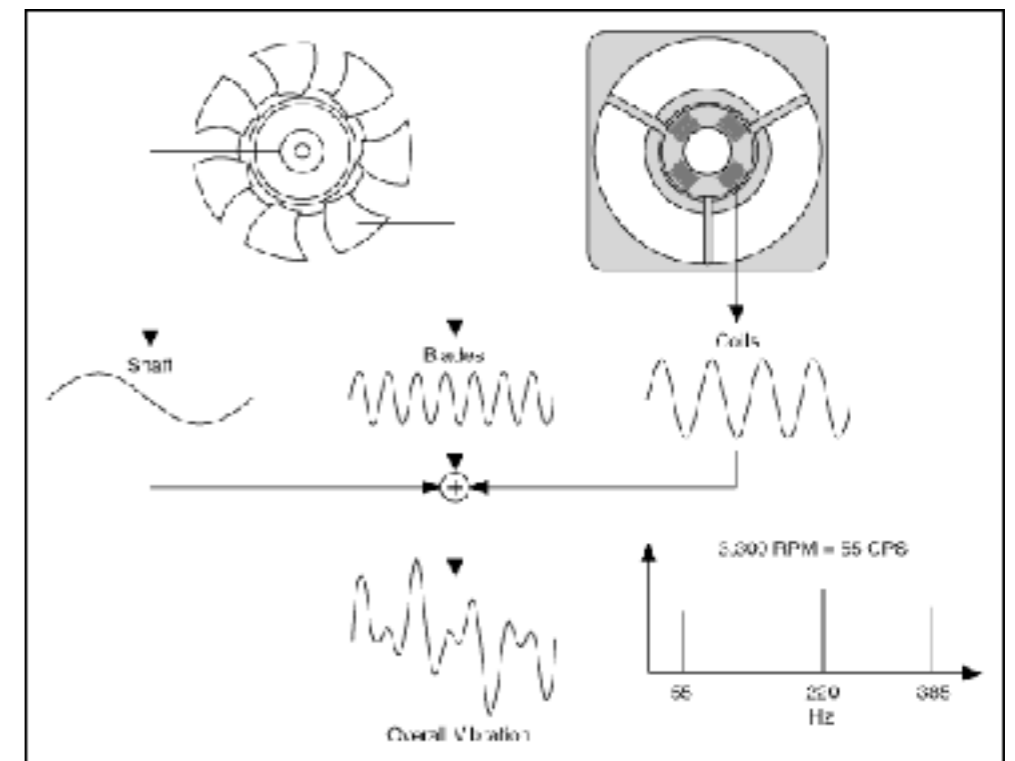 Shaft
Blades
Coils
3,300 RPM = 55 CPS
55
220
385
Hz
Overall Vibration